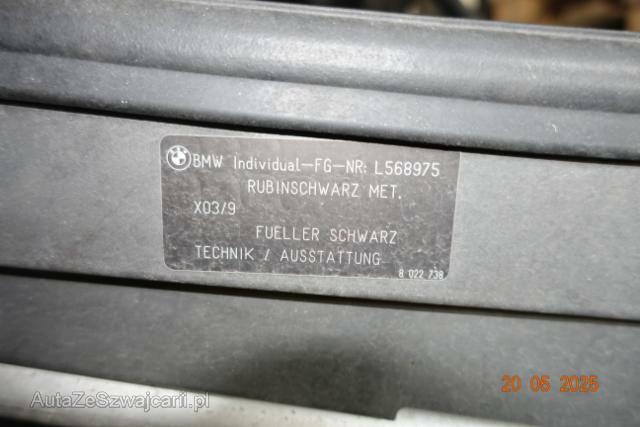 BMW Individual-FG-NR: L568975
RUBINSCHWARZ MET.
X03/9
FUELLER SCHWARZ
TECHNIK / AUSSTATTUNG
8 022 738
20 06 2025
AutaZeSzwajcarii.pl